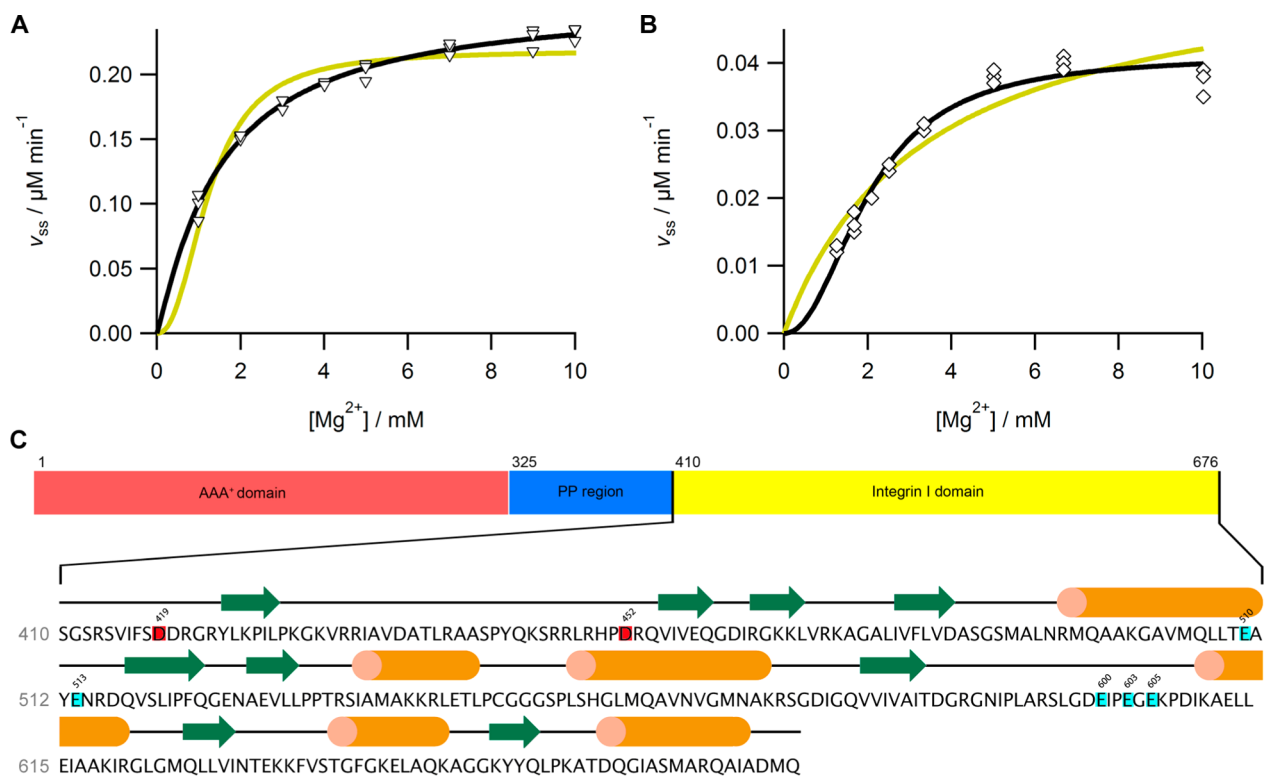 A
B
0.20
0.15
0.10
0.05
0.00
vss / µM min⁻¹
0 2 4 6 8 10
[Mg²⁺] / mM
0.04
0.03
0.02
0.01
0.00
vss / µM min⁻¹
0 2 4 6 8 10
[Mg²⁺] / mM
C
1 325 410 676
AAA⁺ domain PP region Integrin I domain
419 452 510
410 SGSRSVIFSDDRGRYLKPILPKGKVRRIAVDATLRAASPYQKSRRLRHPDIRQVIVEQGDIRGKKLVRKAGALIVFLVDASGSMALNRMQAAKGAVMQLLTEA
513 600 603 605
512 YENRDQVSLIPFQGENAEVLLPPTRSIAMAKKRLETLPCGGGSPLSHGLMQAVNVGMNAKRSGDIGQVVIVAITDGRGNIPLARSLGDEIPEGEKPDIKAELL
615 EIAAKIRGLGMQLLVINTEKKFVSTGFGKELAQKAGGKYYQLPKATDQGIASMARQAIADMQ